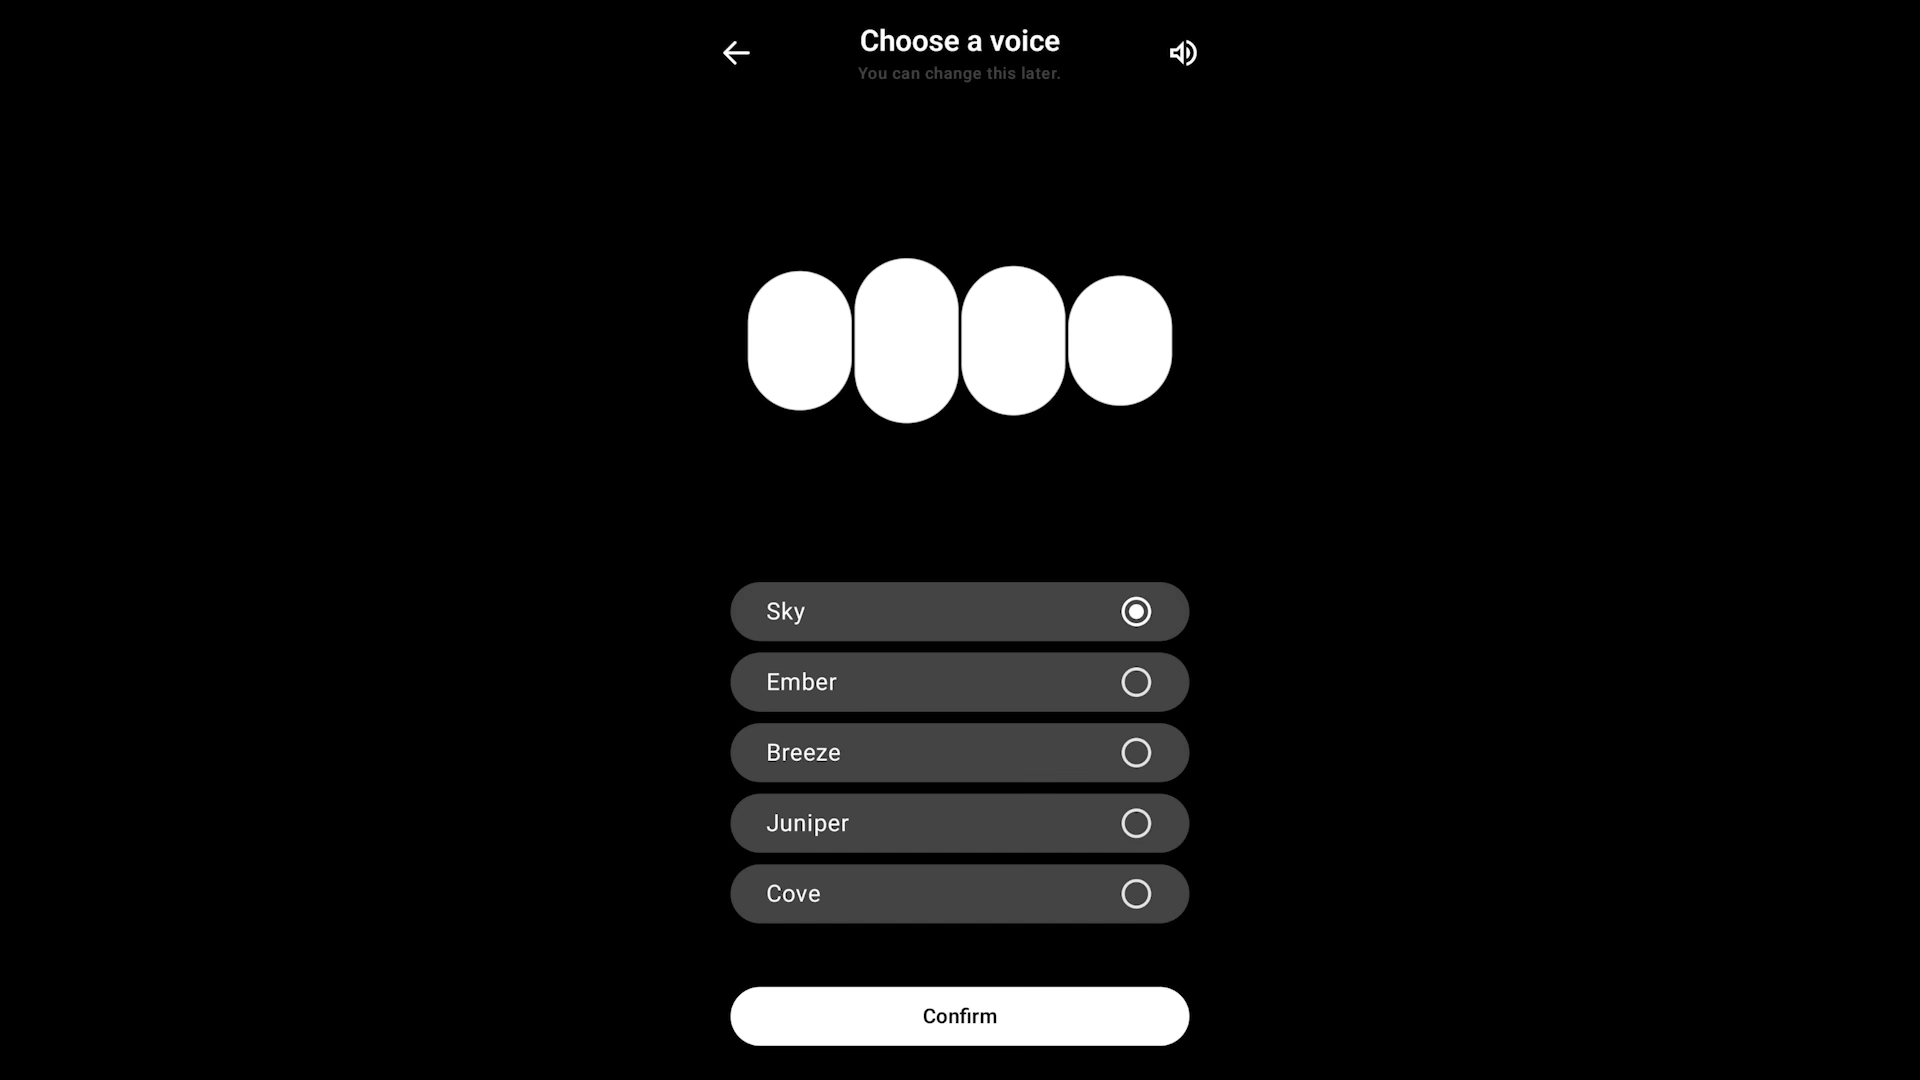 Choose a voice
You can change this later.
Sky
Ember
Breeze
Juniper
Cove
Confirm